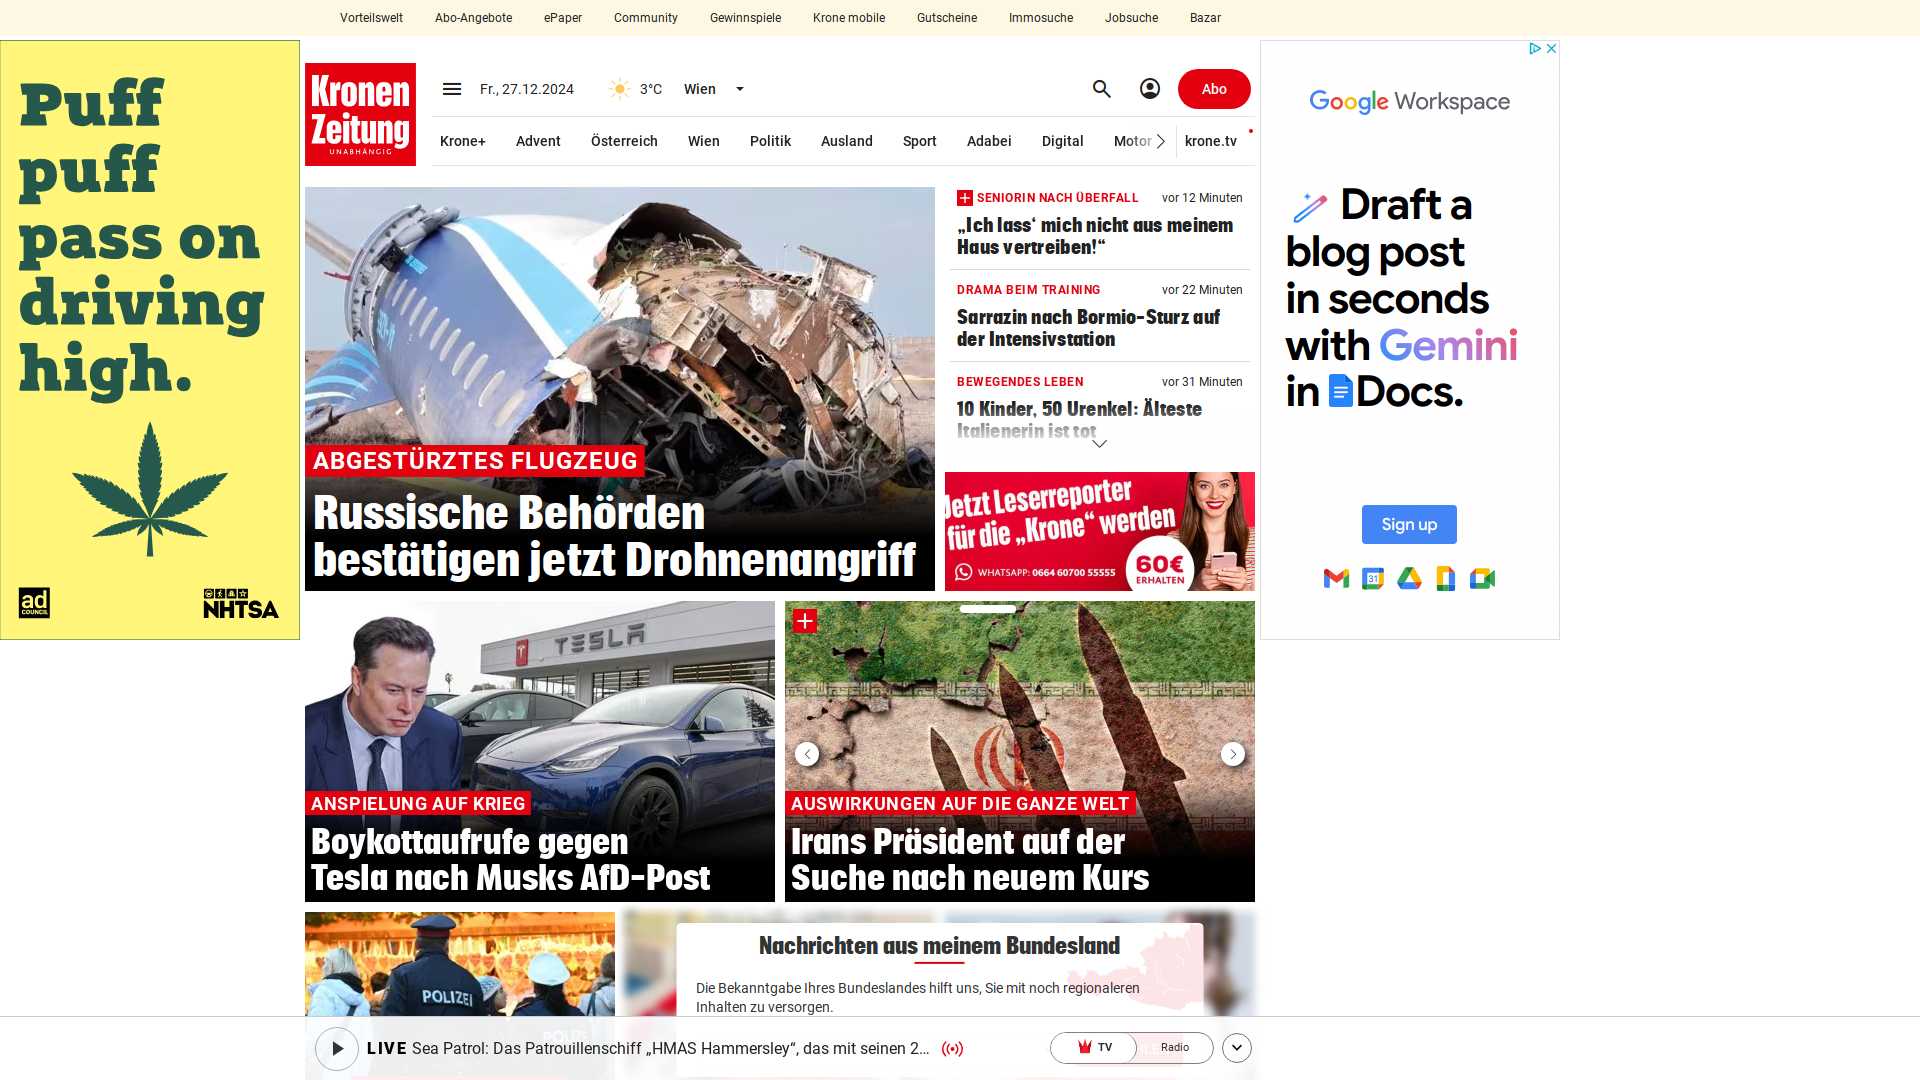 Vorteilswelt Abo-Angebote ePaper Community Gewinnspiele Krone mobile Gutscheine Immosuche Jobsuche Bazar
Puff
puff
pass on
driving
high.
ad
COUNCIL
NHTSA
Kronen
Zeitung
UNABHÄNGIG
Fr., 27.12.2024 3°C Wien
Abo
Krone+ Advent Österreich Wien Politik Ausland Sport Adabei Digital Motor krone.tv
ABGESTÜRZTES FLUGZEUG
Russische Behörden
bestätigen jetzt Drohnenangriff
SENIORIN NACH ÜBERFALL vor 12 Minuten
„Ich lass‘ mich nicht aus meinem
Haus vertreiben!“
DRAMA BEIM TRAINING vor 22 Minuten
Sarrazin nach Bormio-Sturz auf
der Intensivstation
BEWEGENDES LEBEN vor 31 Minuten
10 Kinder, 50 Urenkel: Älteste
Italienerin ist tot
Jetzt Leserreporter
für die „Krone“ werden
WHATSAPP: 0664 60700 55555
60€
ERHALTEN
TESLA
ANSPIELUNG AUF KRIEG
Boykottaufrufe gegen
Tesla nach Musks AfD-Post
AUSWIRKUNGEN AUF DIE GANZE WELT
Irans Präsident auf der
Suche nach neuem Kurs
POLIZEI
Nachrichten aus meinem Bundesland
Die Bekanntgabe Ihres Bundeslandes hilft uns, Sie mit noch regionaleren
Inhalten zu versorgen.
LIVE Sea Patrol: Das Patrouillenschiff „HMAS Hammersley“, das mit seinen 2...
TV Radio
Google Workspace
Draft a
blog post
in seconds
with Gemini
in Docs.
Sign up
31